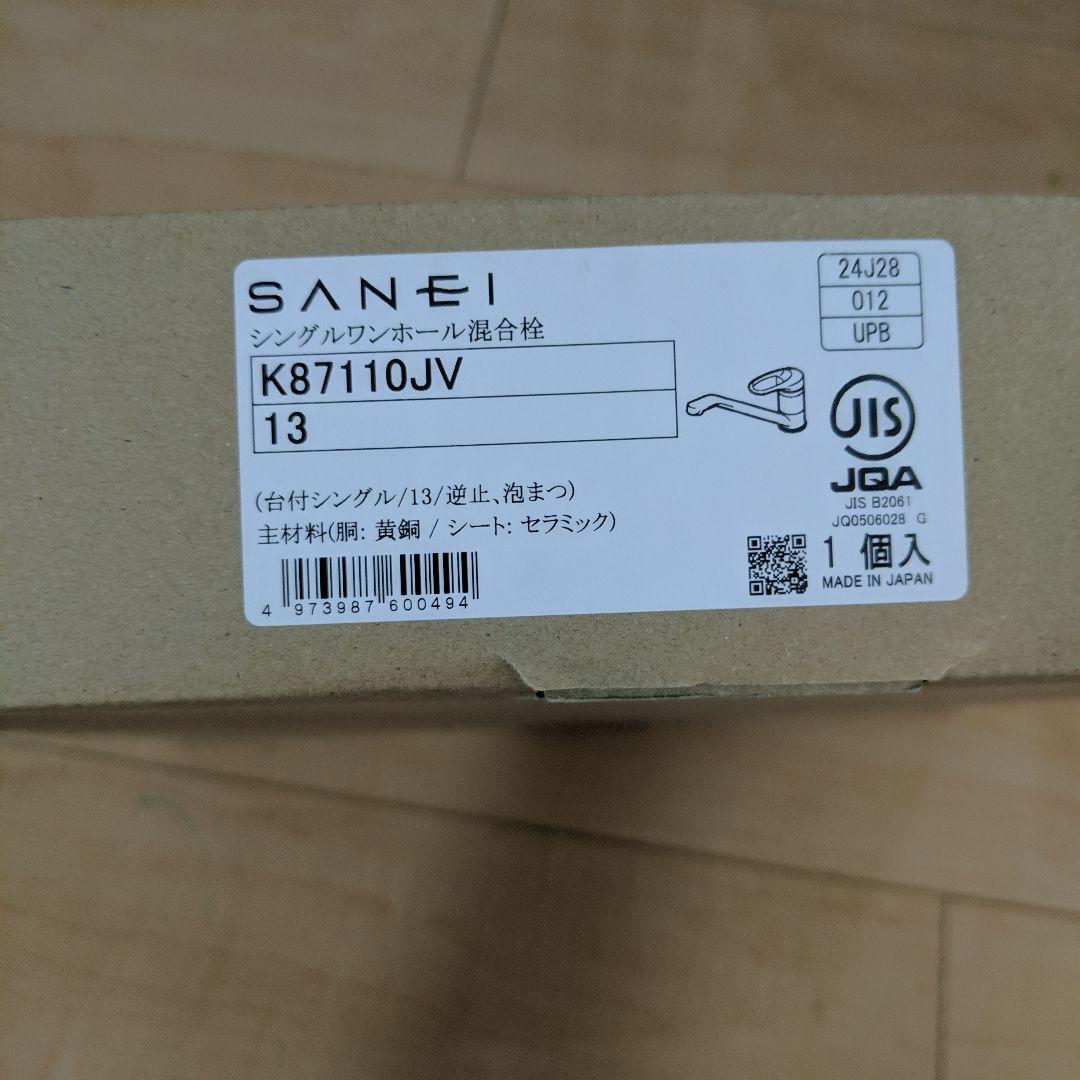 SANEI
シングルワンホール混合栓
K87110JV
13
(台付シングル/13/逆止、泡まつ)
主材料(胴: 黄銅 / シート: セラミック)
4 973987 600494
24J28
012
UPB
JIS
JQA
JIS B2061
JQ0506028 G
1 個入
MADE IN JAPAN